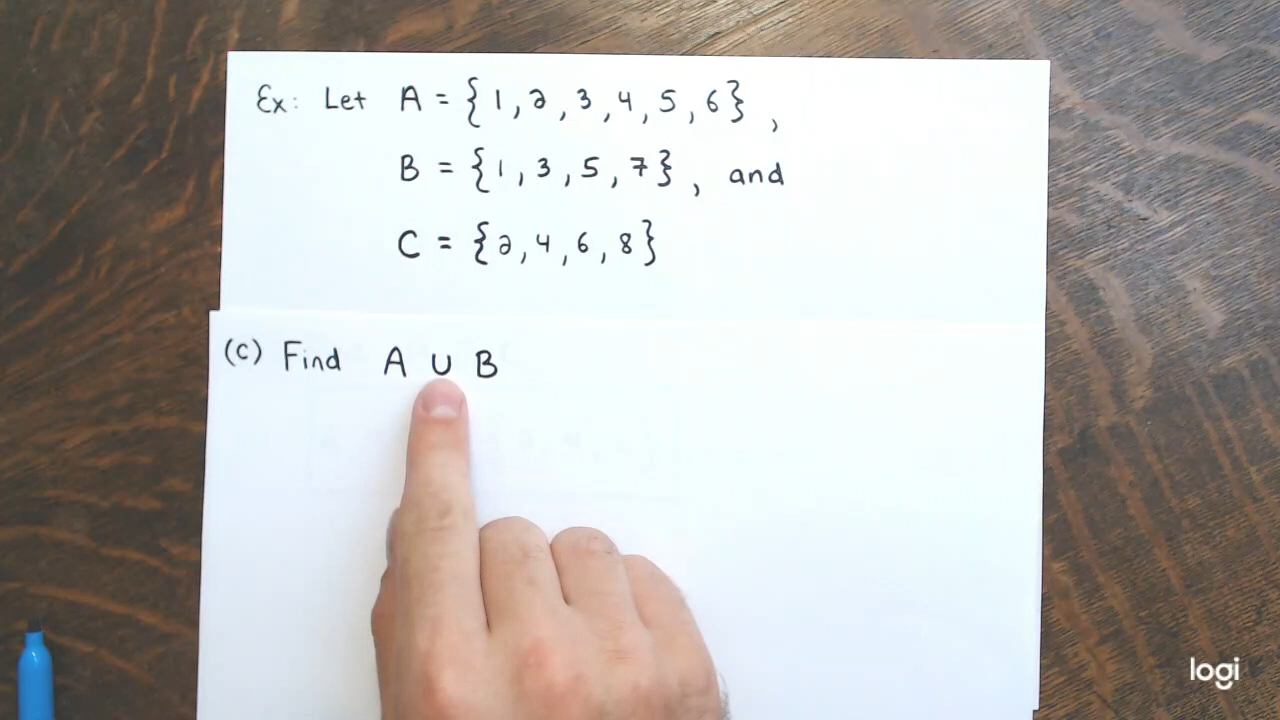 Ex: Let A = {1, 2, 3, 4, 5, 6},
B = {1, 3, 5, 7}, and
C = {2, 4, 6, 8}
(c) Find A ∪ B
logi